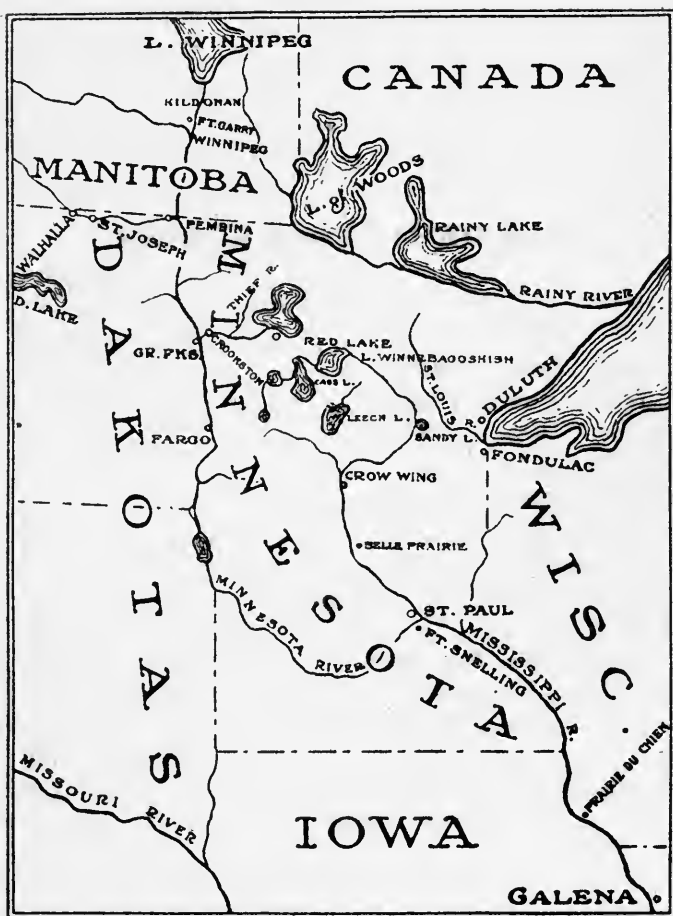 L. WINNIPEG
CANADA
KILDONAN
FT. GARRY
WINNIPEG
MANITOBA
L. of WOODS
RAINY LAKE
PEMBINA
ST. JOSEPH
WALHALLA
D. LAKE
RAINY RIVER
THIEF R.
RED LAKE
CROOKSTON
GR. FKS.
L. WINNEBAGOSHISH
CASS L.
LEECH L.
ST. LOUIS R.
DULUTH
SANDY L.
FONDULAC
FARGO
CROW WING
BELLE PRAIRIE
DAKOTAS
MINNESOTA
WISC.
ST. PAUL
FT. SNELLING
MINNESOTA RIVER
MISSISSIPPI R.
PRAIRIE DU CHIEN
MISSOURI RIVER
IOWA
GALENA